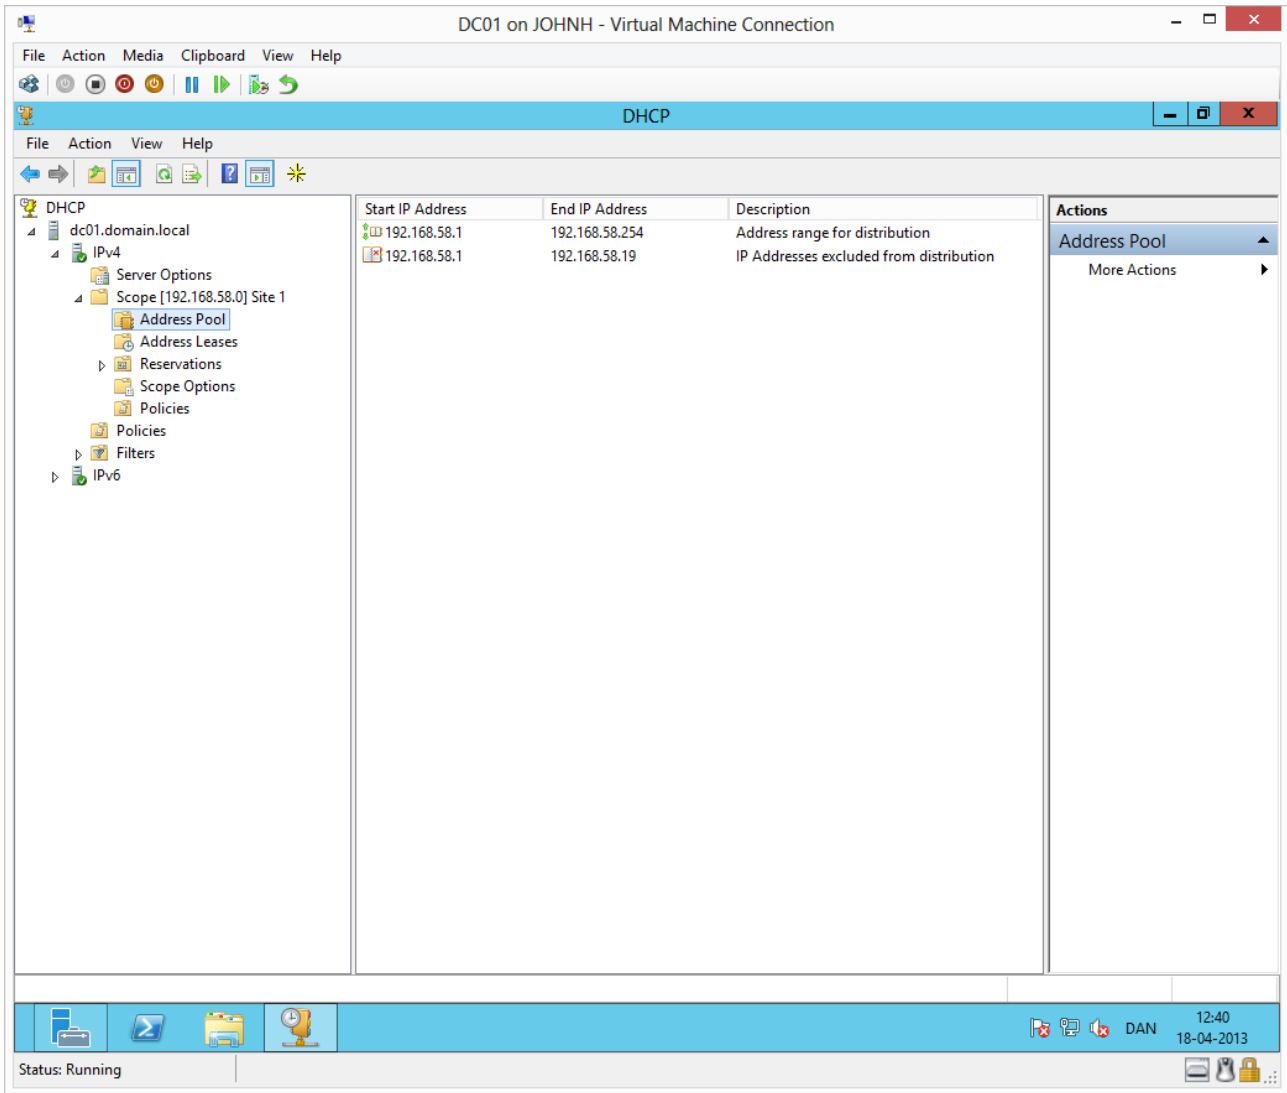 DC01 on JOHNH - Virtual Machine Connection
File Action Media Clipboard View Help
DHCP
File Action View Help
DHCP
dc01.domain.local
IPv4
Server Options
Scope [192.168.58.0] Site 1
Address Pool
Address Leases
Reservations
Scope Options
Policies
Policies
Filters
IPv6
Start IP Address End IP Address Description
192.168.58.1 192.168.58.254 Address range for distribution
192.168.58.1 192.168.58.19 IP Addresses excluded from distribution
Actions
Address Pool
More Actions
DAN
12:40
18-04-2013
Status: Running